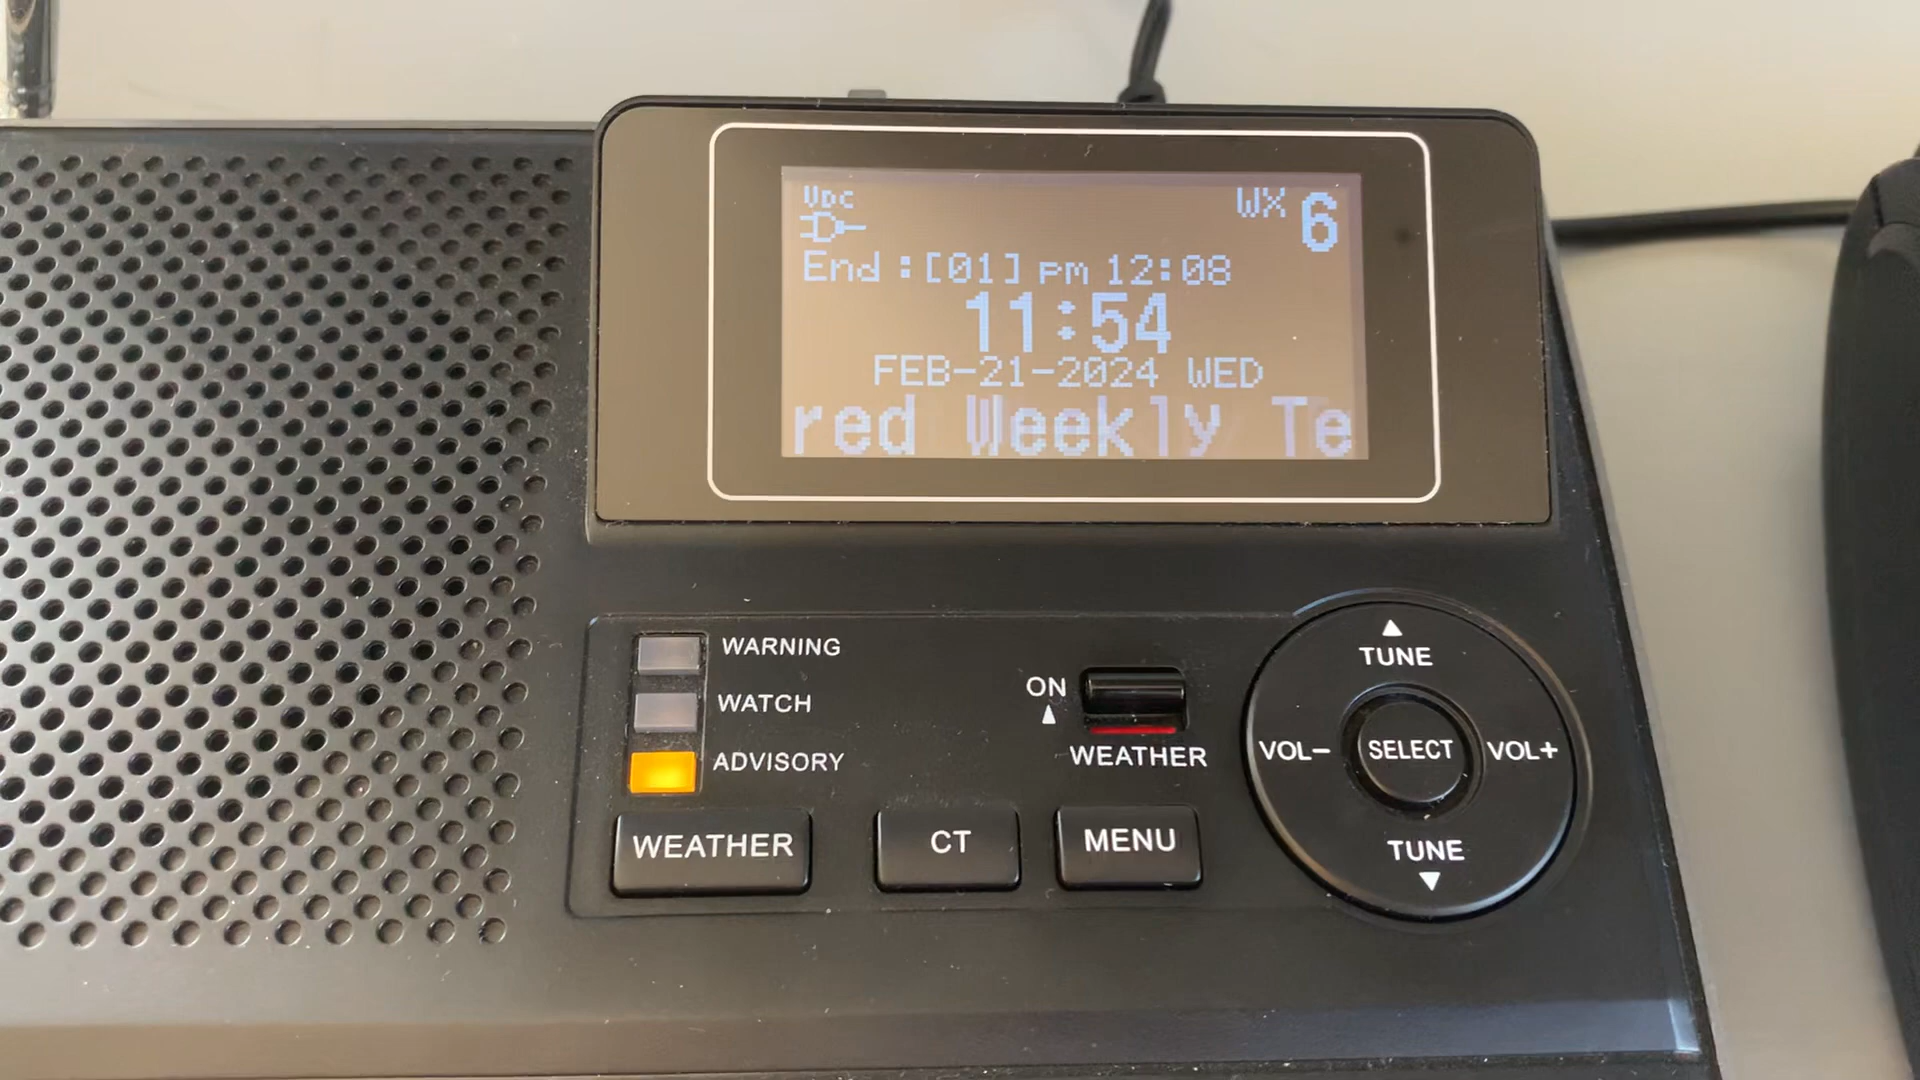 VDC
WX 6
End :[01] pm 12:08
11:54
FEB-21-2024 WED
red Weekly Te
WARNING
WATCH
ADVISORY
ON
WEATHER
WEATHER
CT
MENU
TUNE
VOL-
SELECT
VOL+
TUNE